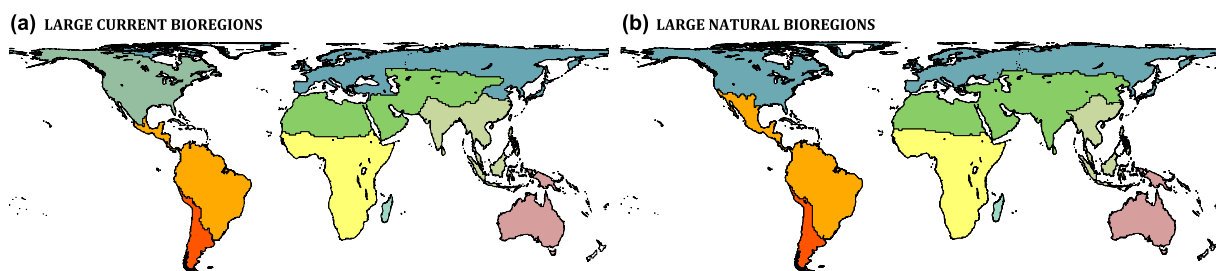 (a) LARGE CURRENT BIOREGIONS
(b) LARGE NATURAL BIOREGIONS